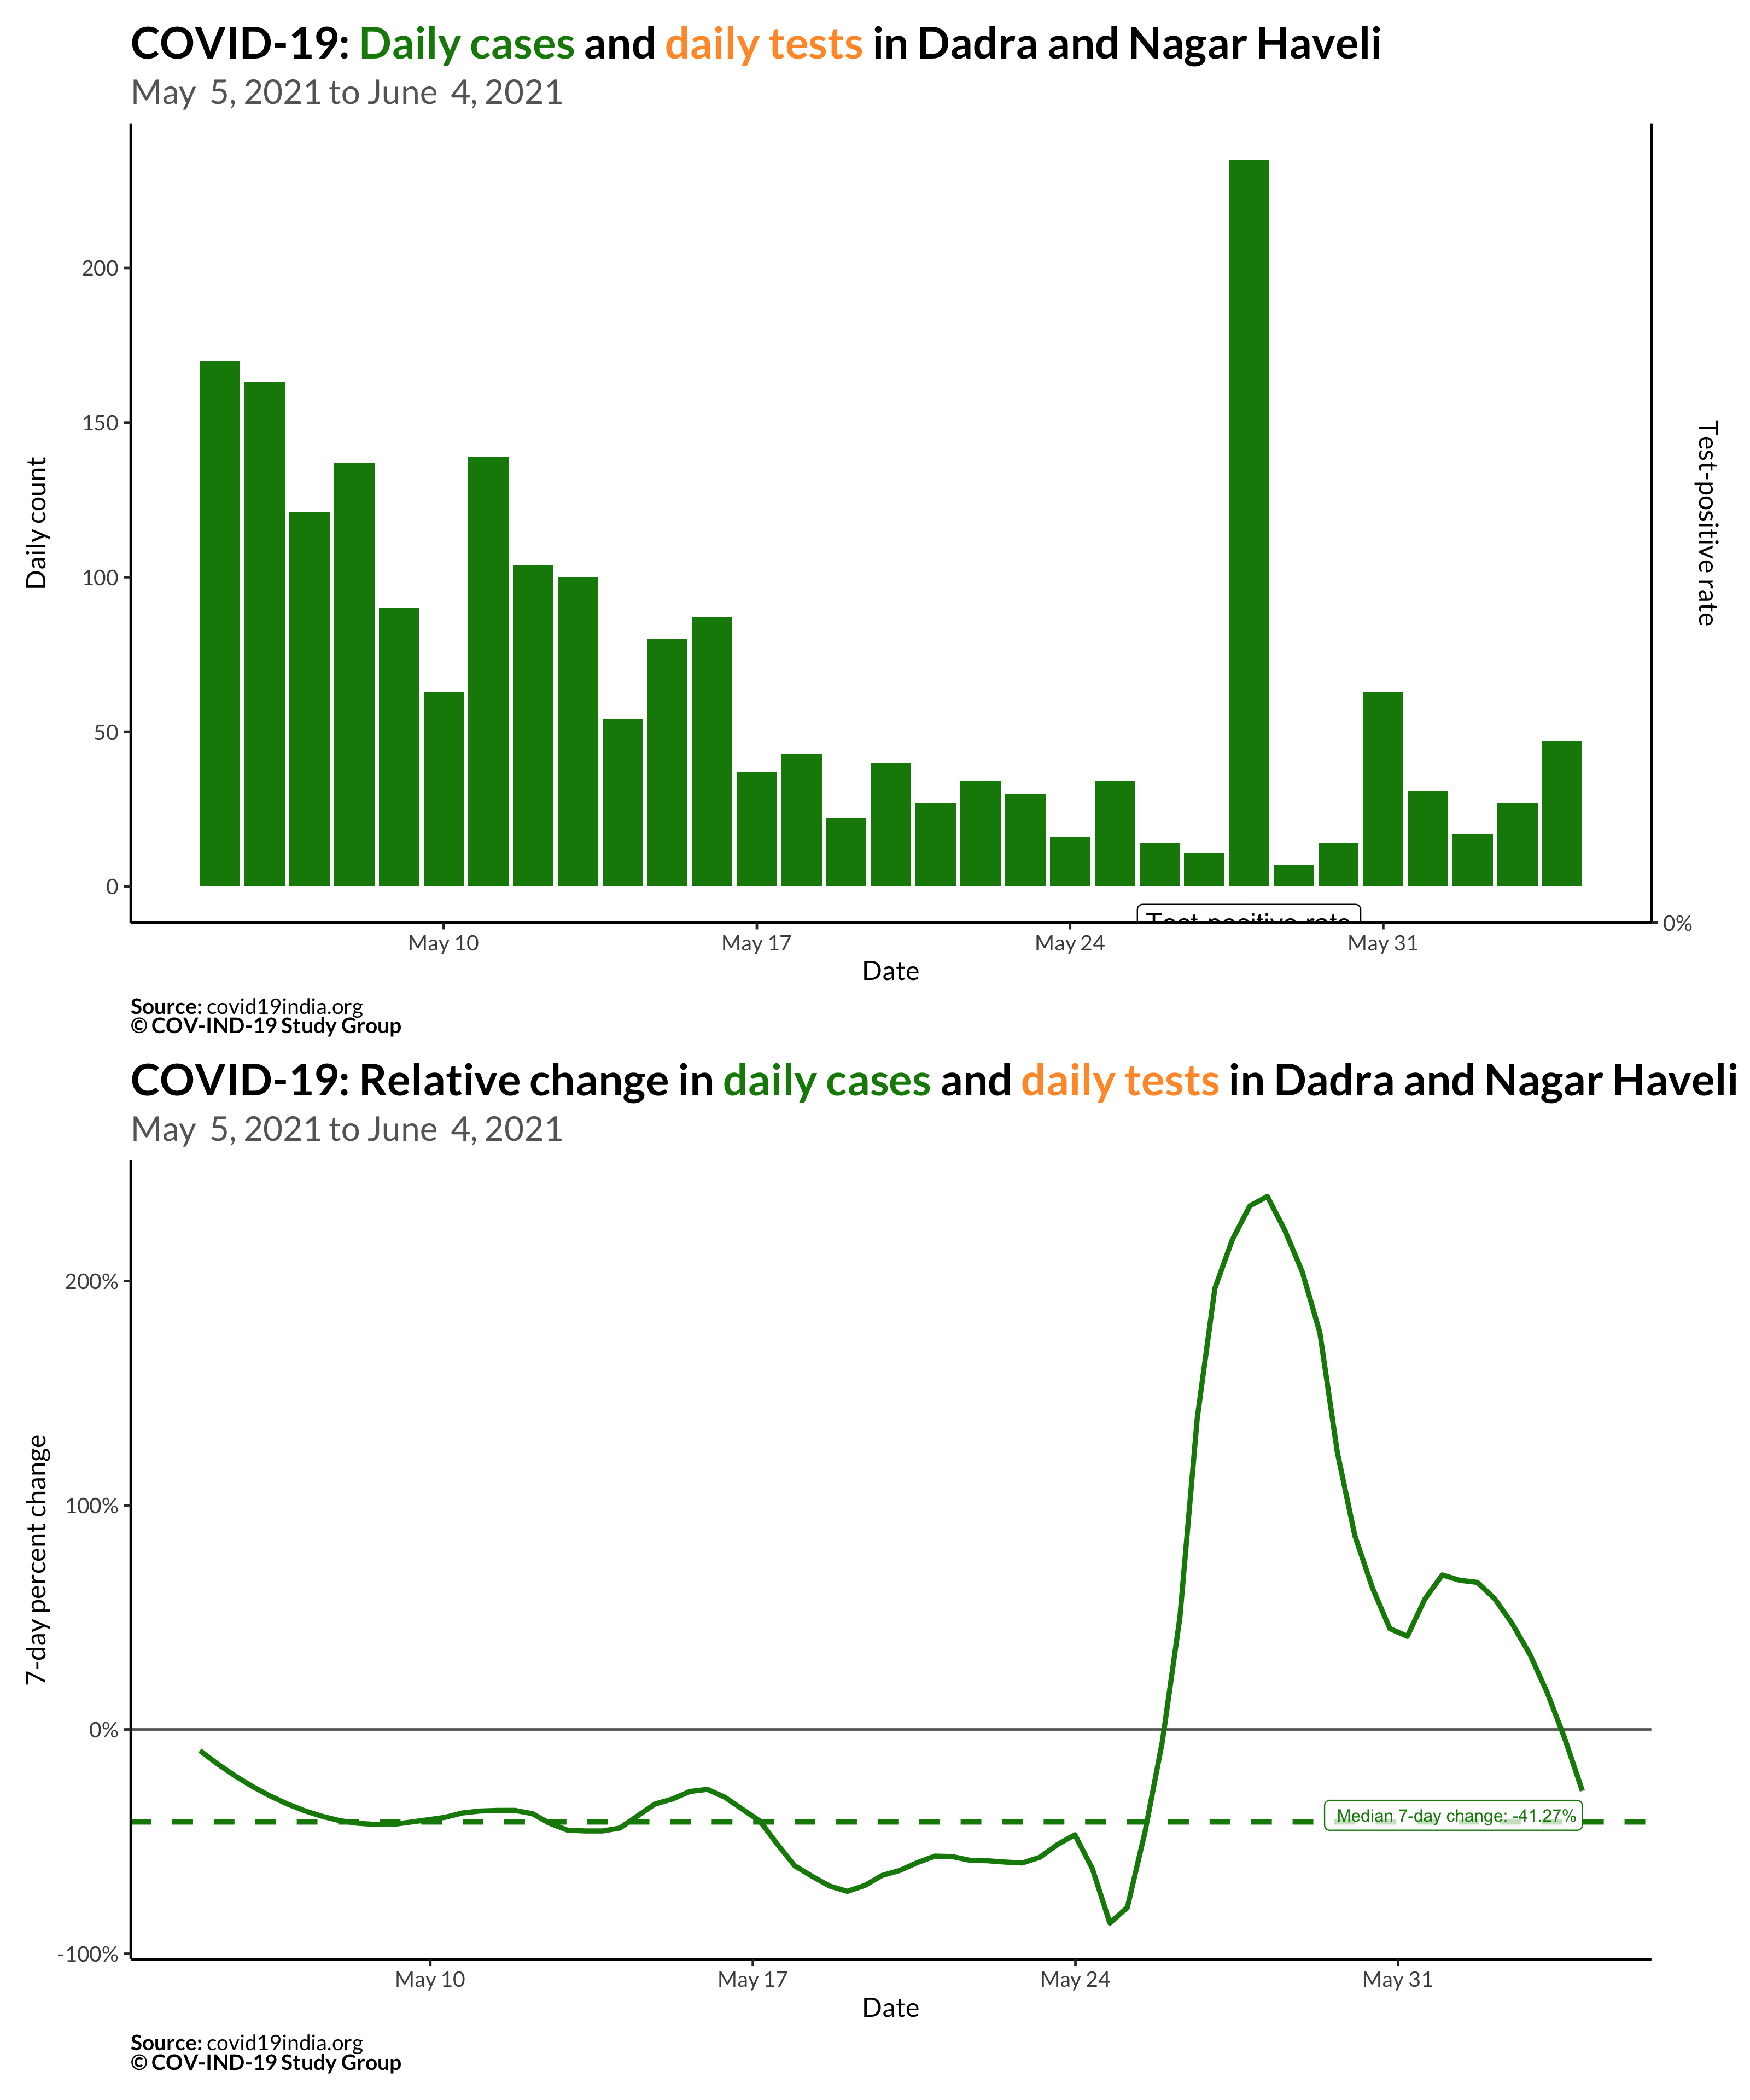 COVID-19: Daily cases and daily tests in Dadra and Nagar Haveli
May 5, 2021 to June 4, 2021
Daily count
200
150
100
50
0
Test-positive rate
0%
Test-positive rate
May 10
May 17
May 24
May 31
Date
Source: covid19india.org
© COV-IND-19 Study Group
COVID-19: Relative change in daily cases and daily tests in Dadra and Nagar Haveli
May 5, 2021 to June 4, 2021
7-day percent change
200%
100%
0%
-100%
Median 7-day change: -41.27%
May 10
May 17
May 24
May 31
Date
Source: covid19india.org
© COV-IND-19 Study Group